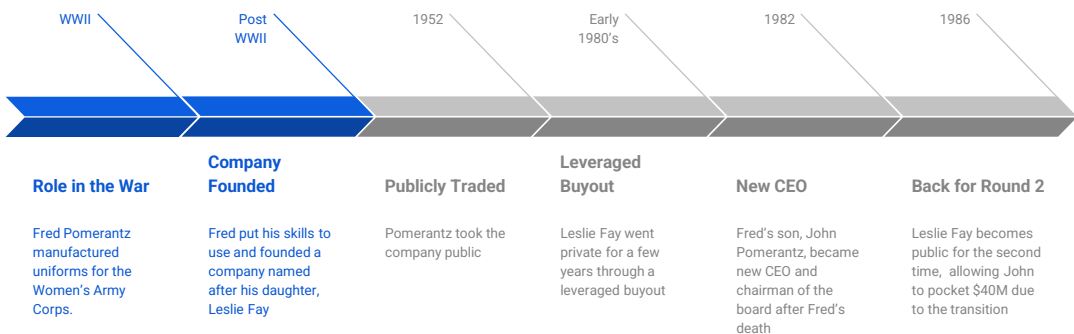 WWII
Post
WWII
1952
Early
1980's
1982
1986
Role in the War
Company
Founded
Publicly Traded
Leveraged
Buyout
New CEO
Back for Round 2
Fred Pomerantz
manufactured
uniforms for the
Women's Army
Corps.
Fred put his skills to
use and founded a
company named
after his daughter,
Leslie Fay
Pomerantz took the
company public
Leslie Fay went
private for a few
years through a
leveraged buyout
Fred's son, John
Pomerantz, became
new CEO and
chairman of the
board after Fred's
death
Leslie Fay becomes
public for the second
time,  allowing John
to pocket $40M due
to the transition